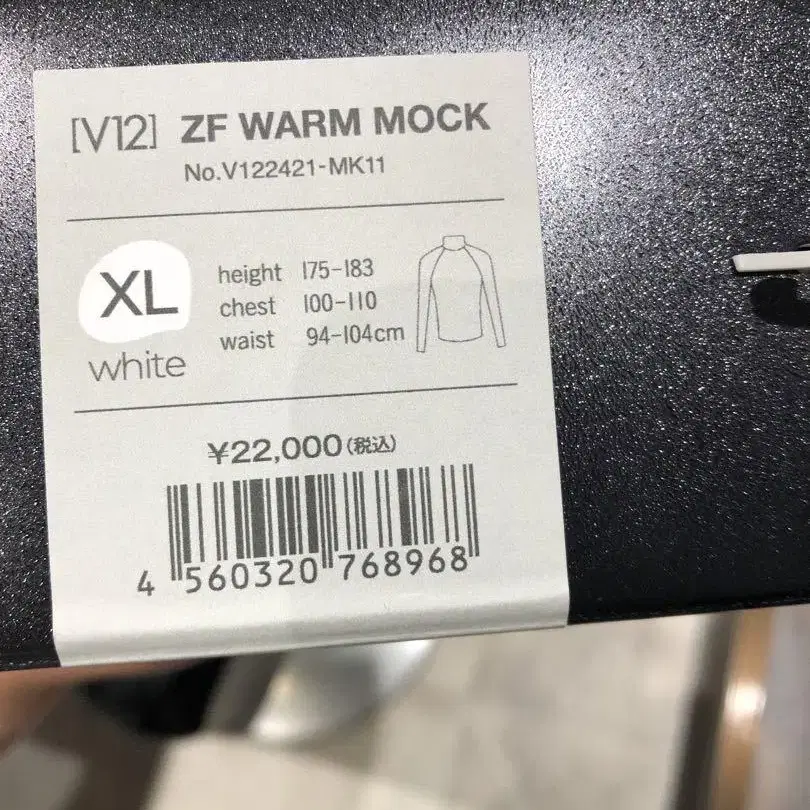 [V12] ZF WARM MOCK
No.V122421-MK11
XL
white
height 175-183
chest 100-110
waist 94-104cm
¥22,000(税込)
4 560320 768968